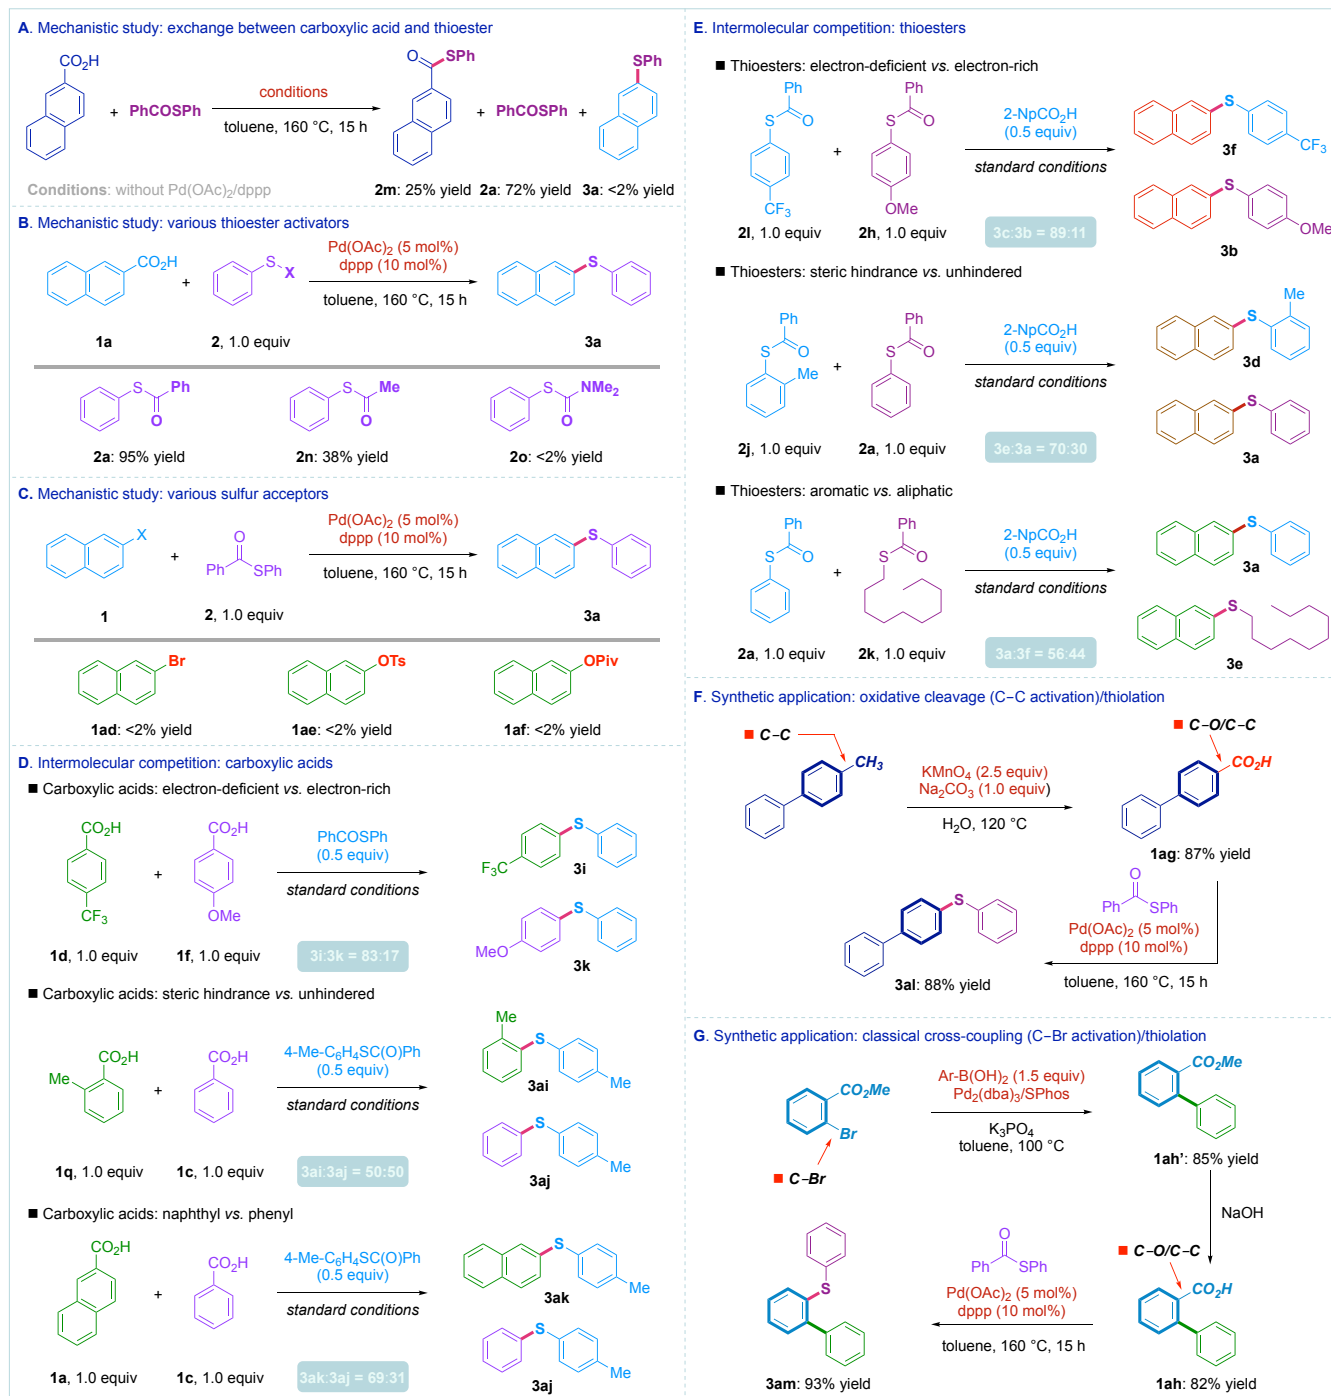 A. Mechanistic study: exchange between carboxylic acid and thioester
CO₂H
+ PhCOSPh
conditions
toluene, 160 °C, 15 h
O SPh
+ PhCOSPh +
SPh
Conditions: without Pd(OAc)₂/dppp
2m: 25% yield 2a: 72% yield 3a: <2% yield
B. Mechanistic study: various thioester activators
CO₂H
+
S X
Pd(OAc)₂ (5 mol%)
dppp (10 mol%)
toluene, 160 °C, 15 h
S
1a 2, 1.0 equiv 3a
S Ph O
S Me O
S NMe₂ O
2a: 95% yield 2n: 38% yield 2o: <2% yield
C. Mechanistic study: various sulfur acceptors
X
+
O
Ph SPh
Pd(OAc)₂ (5 mol%)
dppp (10 mol%)
toluene, 160 °C, 15 h
S
1 2, 1.0 equiv 3a
Br OTs OPiv
1ad: <2% yield 1ae: <2% yield 1af: <2% yield
D. Intermolecular competition: carboxylic acids
■ Carboxylic acids: electron-deficient vs. electron-rich
CO₂H CO₂H
+
CF₃ OMe
PhCOSPh
(0.5 equiv)
standard conditions
S
F₃C 3i
S
MeO 3k
1d, 1.0 equiv 1f, 1.0 equiv 3i:3k = 83:17
■ Carboxylic acids: steric hindrance vs. unhindered
CO₂H CO₂H
Me +
4-Me-C₆H₄SC(O)Ph
(0.5 equiv)
standard conditions
Me
S
Me
3ai
S
Me
3aj
1q, 1.0 equiv 1c, 1.0 equiv 3ai:3aj = 50:50
■ Carboxylic acids: naphthyl vs. phenyl
CO₂H CO₂H
+
4-Me-C₆H₄SC(O)Ph
(0.5 equiv)
standard conditions
S
Me
3ak
S
Me
3aj
1a, 1.0 equiv 1c, 1.0 equiv 3ak:3aj = 69:31
E. Intermolecular competition: thioesters
■ Thioesters: electron-deficient vs. electron-rich
Ph Ph
S O S O
+
CF₃ OMe
2-NpCO₂H
(0.5 equiv)
standard conditions
S
CF₃
3f
S
OMe
3b
2l, 1.0 equiv 2h, 1.0 equiv 3c:3b = 89:11
■ Thioesters: steric hindrance vs. unhindered
Ph Ph
S O S O
Me +
2-NpCO₂H
(0.5 equiv)
standard conditions
Me
S
3d
S
3a
2j, 1.0 equiv 2a, 1.0 equiv 3e:3a = 70:30
■ Thioesters: aromatic vs. aliphatic
Ph Ph
S O S O
+
2-NpCO₂H
(0.5 equiv)
standard conditions
S
3a
S
3e
2a, 1.0 equiv 2k, 1.0 equiv 3a:3f = 56:44
F. Synthetic application: oxidative cleavage (C–C activation)/thiolation
■ C–C
CH₃
KMnO₄ (2.5 equiv)
Na₂CO₃ (1.0 equiv)
H₂O, 120 °C
■ C–O/C–C
CO₂H
1ag: 87% yield
O
Ph SPh
Pd(OAc)₂ (5 mol%)
dppp (10 mol%)
toluene, 160 °C, 15 h
S
3al: 88% yield
G. Synthetic application: classical cross-coupling (C–Br activation)/thiolation
CO₂Me
Br
■ C–Br
Ar-B(OH)₂ (1.5 equiv)
Pd₂(dba)₃/SPhos
K₃PO₄
toluene, 100 °C
CO₂Me
1ah’: 85% yield
NaOH
■ C–O/C–C
CO₂H
1ah: 82% yield
O
Ph SPh
Pd(OAc)₂ (5 mol%)
dppp (10 mol%)
toluene, 160 °C, 15 h
S
3am: 93% yield